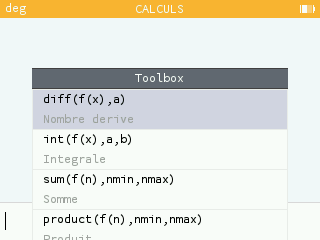 deg
CALCULS
Toolbox
diff(f(x),a)
Nombre derive
int(f(x),a,b)
Integrale
sum(f(n),nmin,nmax)
Somme
product(f(n),nmin,nmax)
Produit